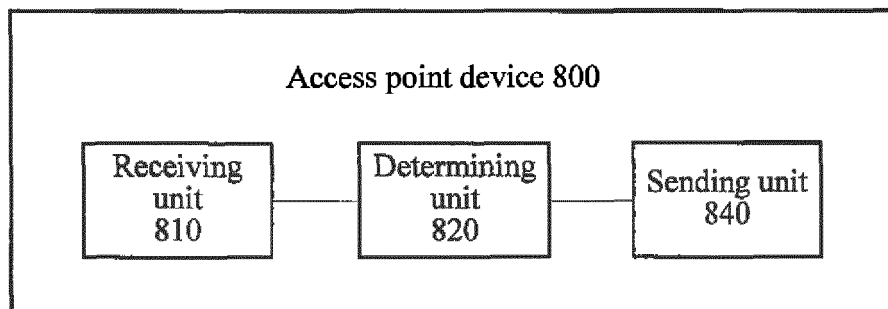 Access point device 800
Receiving
unit
810
Determining
unit
820
Sending unit
840